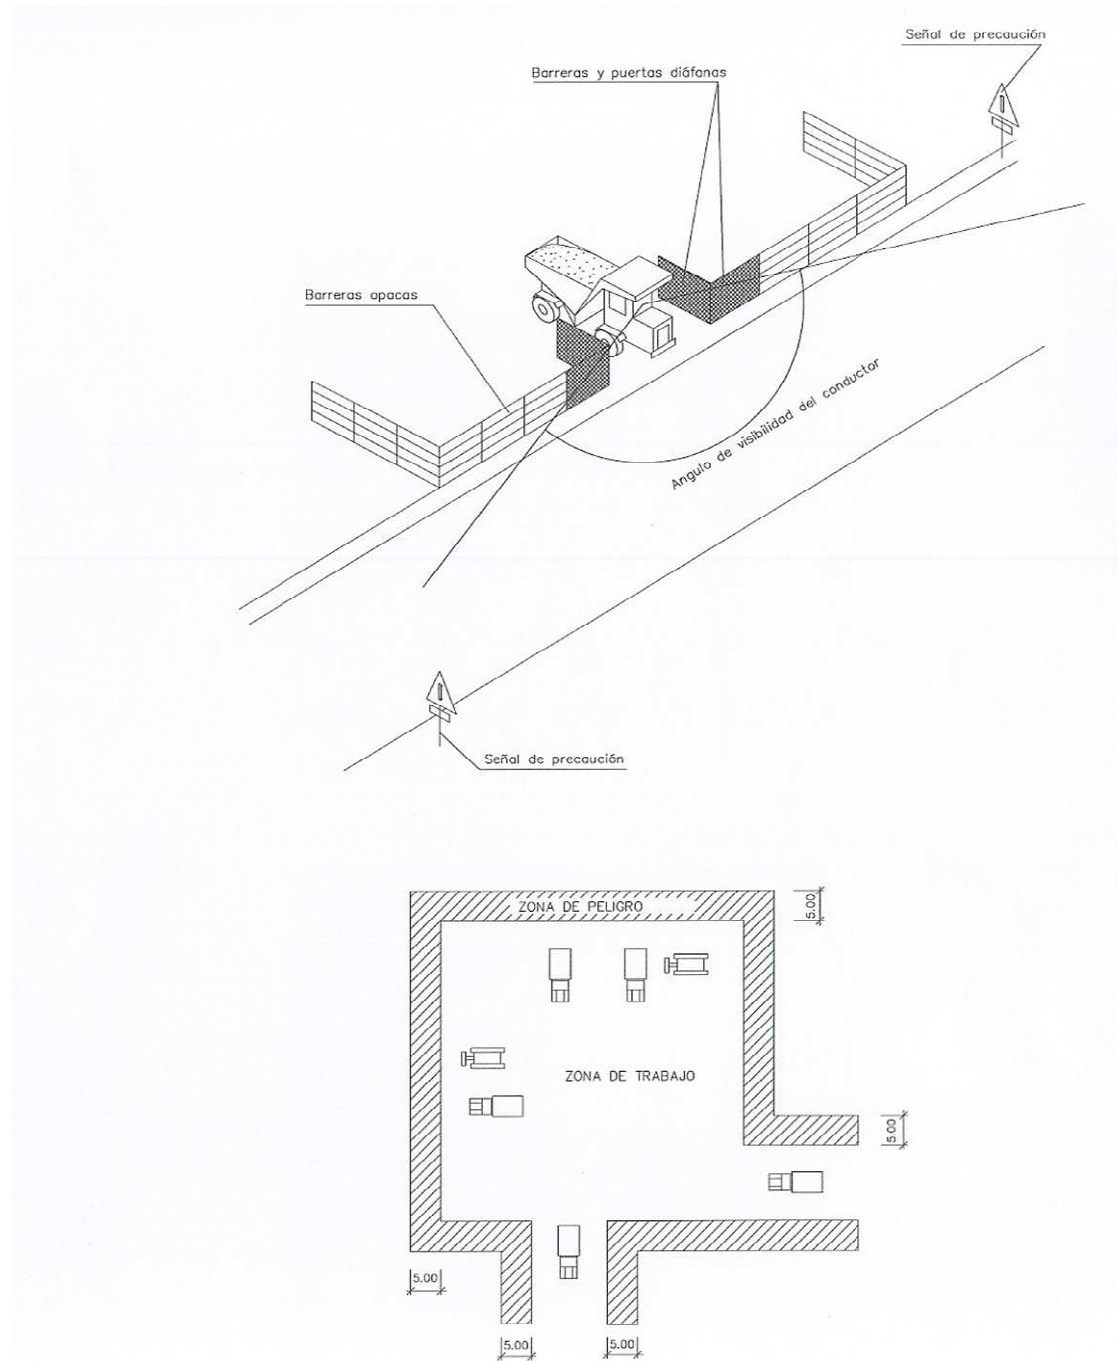 Señal de precaución
Barreras y puertas diáfanas
Barreras opacas
Angulo de visibilidad del conductor
Señal de precaución
ZONA DE PELIGRO
5.00
ZONA DE TRABAJO
5.00
5.00
5.00
5.00